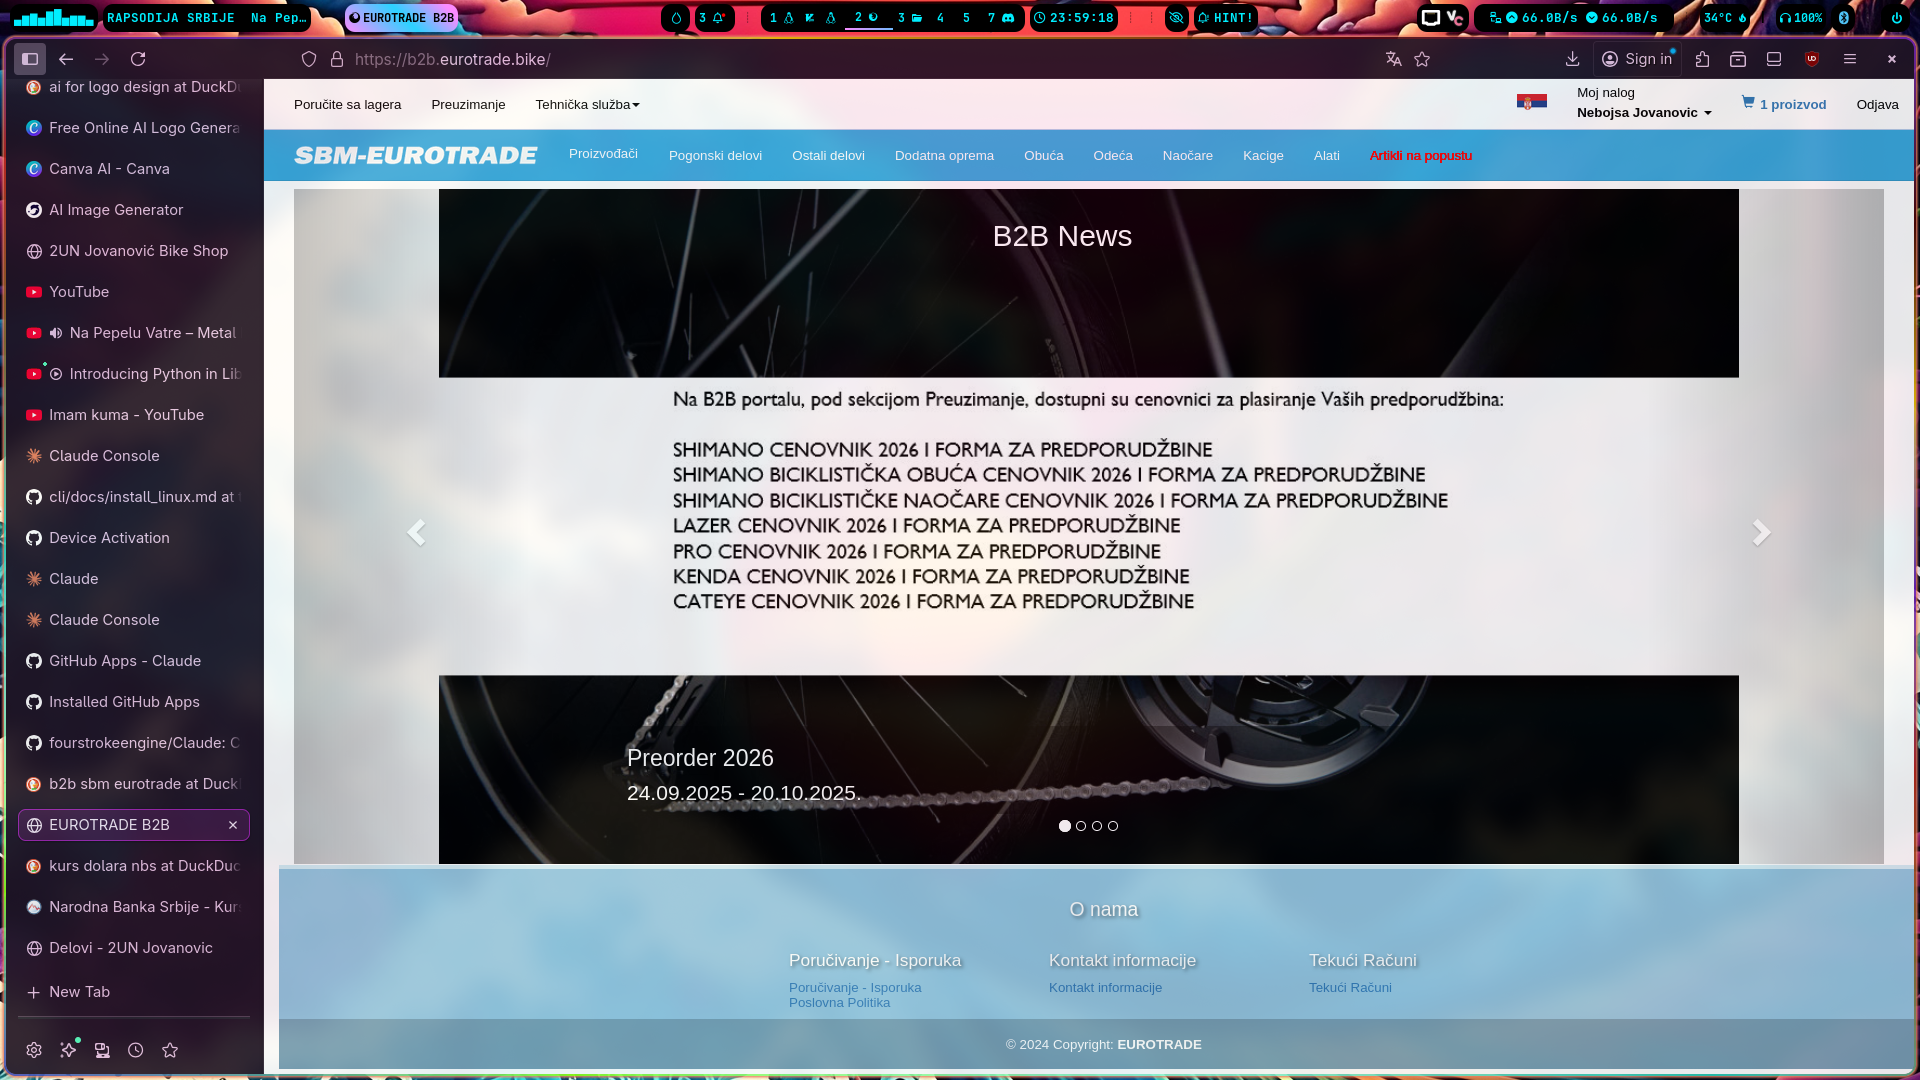 RAPSODIJA SRBIJE Na Pep…
EUROTRADE B2B
3
1
2
3
4
5
7
23:59:18
HINT!
66.0B/s 66.0B/s
34°C
100%
https://b2b.eurotrade.bike/
Sign in
ai for logo design at DuckDu
Free Online AI Logo Genera
Canva AI - Canva
AI Image Generator
2UN Jovanović Bike Shop
YouTube
Na Pepelu Vatre – Metal
Introducing Python in Lib
Imam kuma - YouTube
Claude Console
cli/docs/install_linux.md at t
Device Activation
Claude
Claude Console
GitHub Apps - Claude
Installed GitHub Apps
fourstrokeengine/Claude: C
b2b sbm eurotrade at Duck
EUROTRADE B2B
kurs dolara nbs at DuckDuc
Narodna Banka Srbije - Kur
Delovi - 2UN Jovanovic
New Tab
Poručite sa lagera Preuzimanje Tehnička služba
Moj nalog
Nebojsa Jovanovic
1 proizvod
Odjava
SBM-EUROTRADE Proizvođači Pogonski delovi Ostali delovi Dodatna oprema Obuća Odeća Naočare Kacige Alati Artikli na popustu
B2B News
Na B2B portalu, pod sekcijom Preuzimanje, dostupni su cenovnici za plasiranje Vaših predporudžbina:
SHIMANO CENOVNIK 2026 I FORMA ZA PREDPORUDŽBINE
SHIMANO BICIKLISTIČKA OBUĆA CENOVNIK 2026 I FORMA ZA PREDPORUDŽBINE
SHIMANO BICIKLISTIČKE NAOČARE CENOVNIK 2026 I FORMA ZA PREDPORUDŽBINE
LAZER CENOVNIK 2026 I FORMA ZA PREDPORUDŽBINE
PRO CENOVNIK 2026 I FORMA ZA PREDPORUDŽBINE
KENDA CENOVNIK 2026 I FORMA ZA PREDPORUDŽBINE
CATEYE CENOVNIK 2026 I FORMA ZA PREDPORUDŽBINE
Preorder 2026
24.09.2025 - 20.10.2025.
O nama
Poručivanje - Isporuka
Poručivanje - Isporuka
Poslovna Politika
Kontakt informacije
Kontakt informacije
Tekući Računi
Tekući Računi
© 2024 Copyright: EUROTRADE